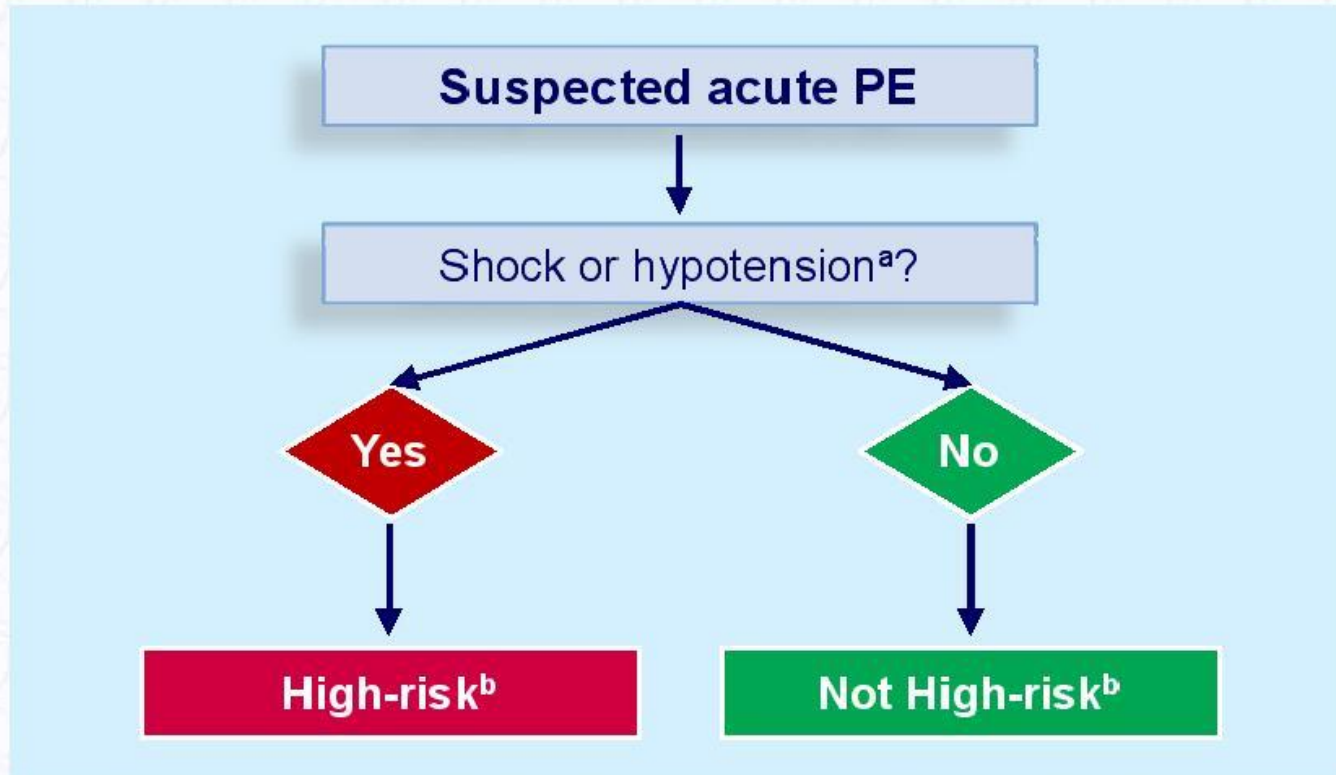 Suspected acute PE
Shock or hypotensionᵃ?
Yes
No
High-riskᵇ
Not High-riskᵇ